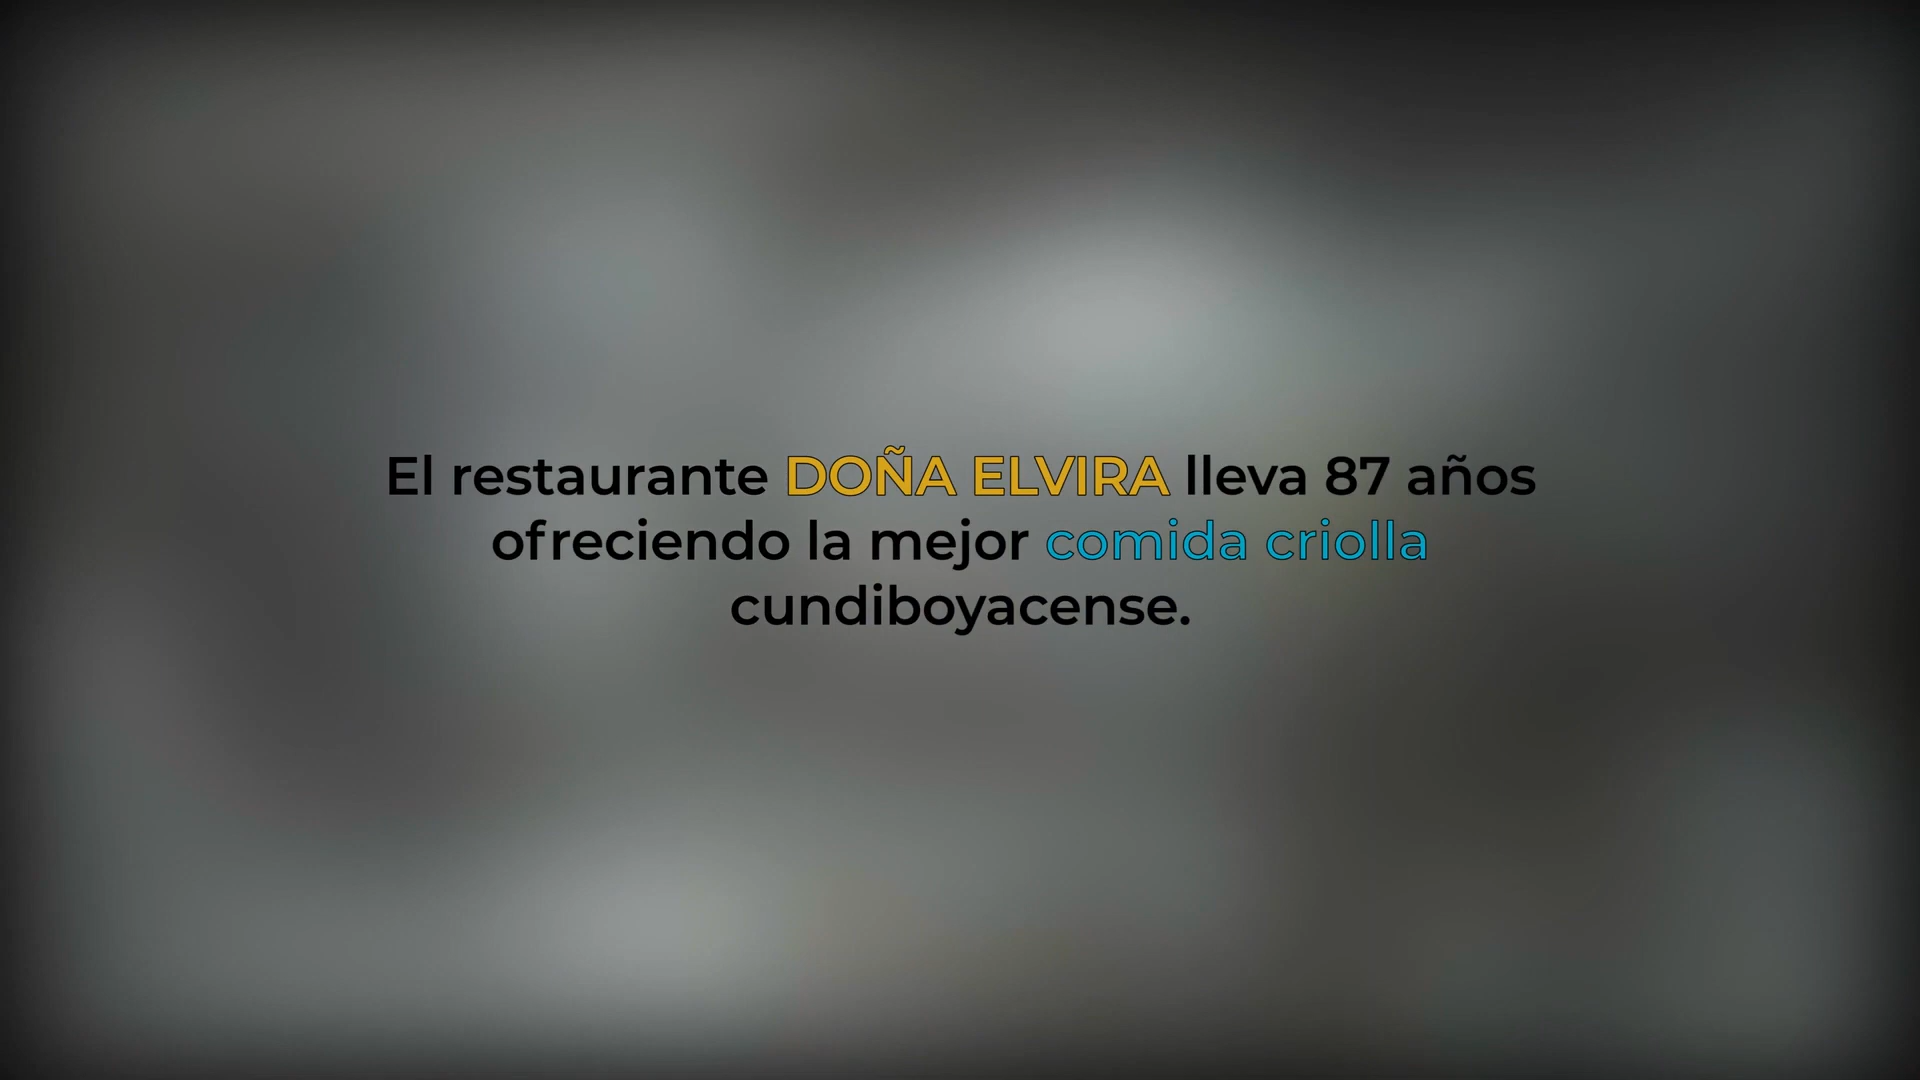 El restaurante DOÑA ELVIRA lleva 87 años
ofreciendo la mejor comida criolla
cundiboyacense.